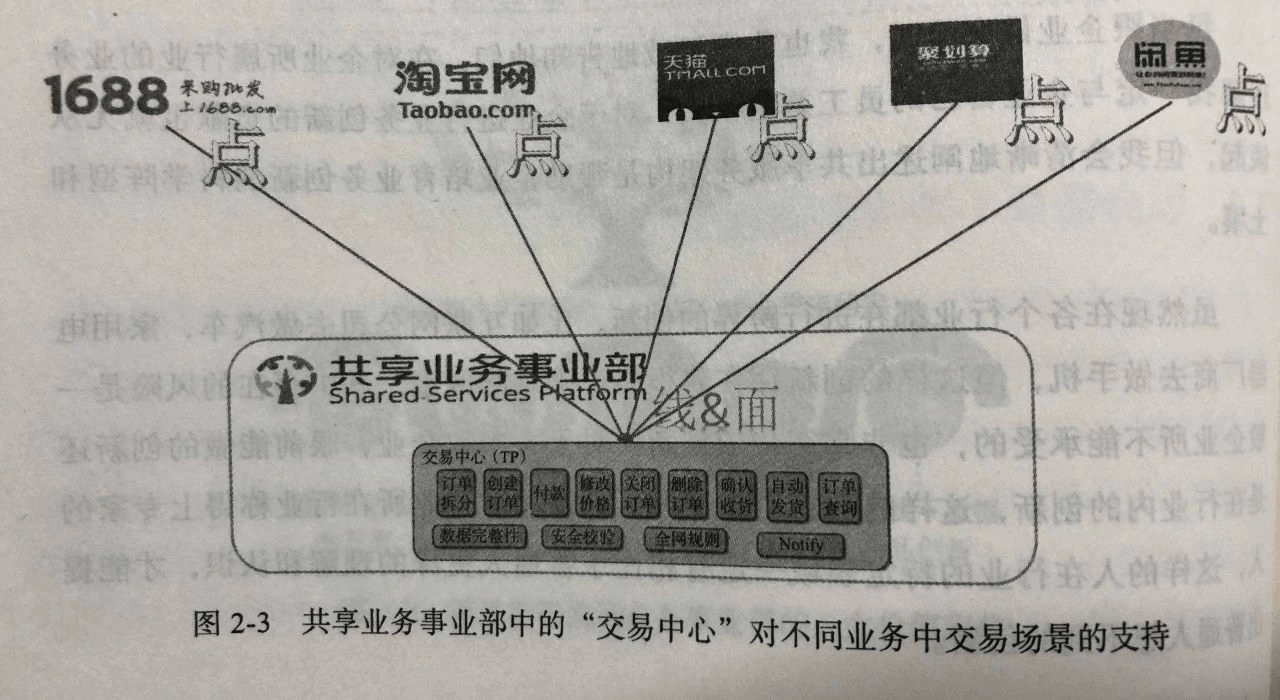 1688 采购批发
上1688.com
淘宝网
Taobao.com
天猫
TMALL.COM
聚划算
闲鱼
点 点 点 点 点
共享业务事业部
Shared Services Platform
线&面
交易中心（TP）
订单拆分 创建订单 付款 修改价格 关闭订单 删除订单 确认收货 自动发货 订单查询
数据完整性 安全校验 全网规则 Notify
图 2-3 共享业务事业部中的“交易中心”对不同业务中交易场景的支持